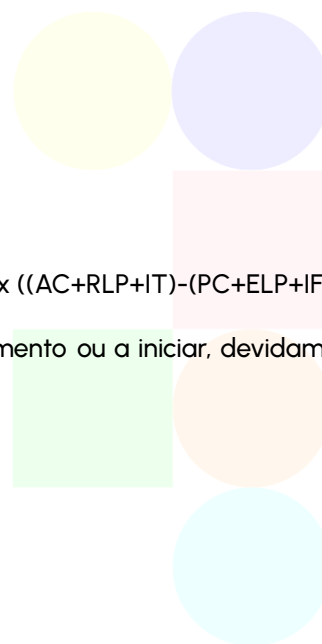 x ((AC+RLP+IT)-(PC+ELP+IF
mento ou a iniciar, devidam